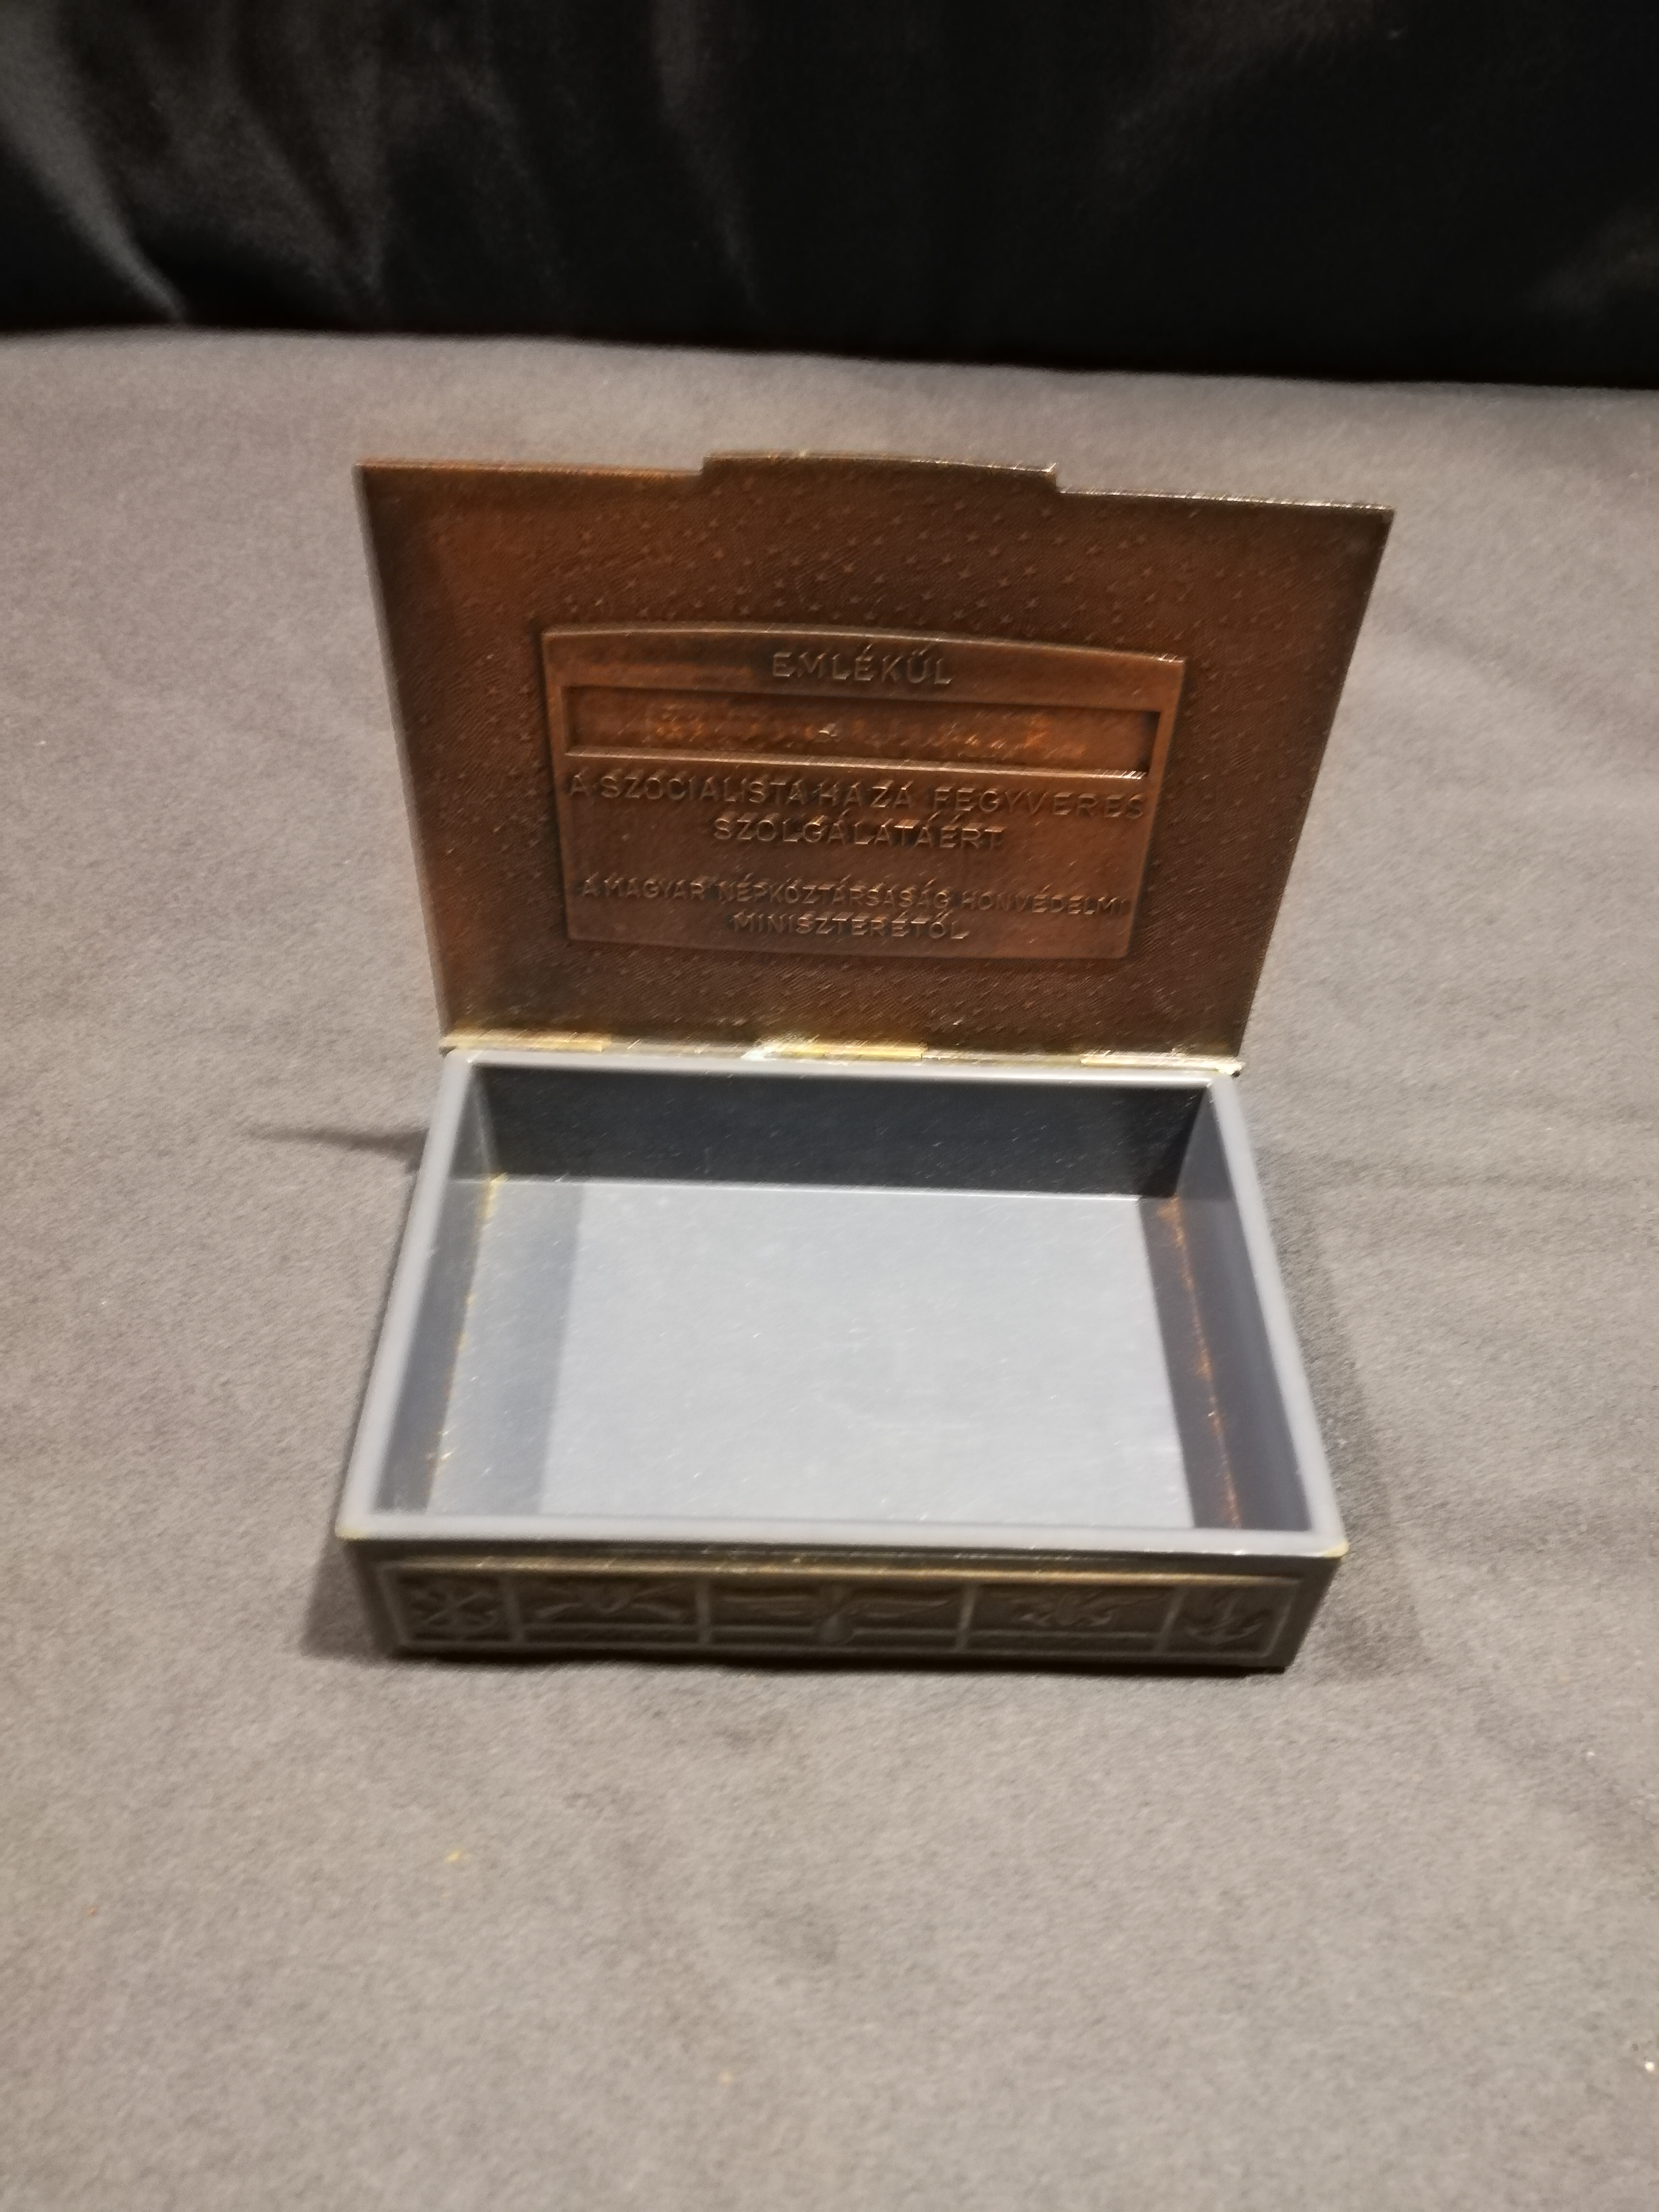 EMLÉKÜL
A SZOCIALISTA HAZA FEGYVERES
SZOLGÁLATÁÉRT
A MAGYAR NÉPKÖZTÁRSASÁG HONVÉDELMI
MINISZTERÉTŐL